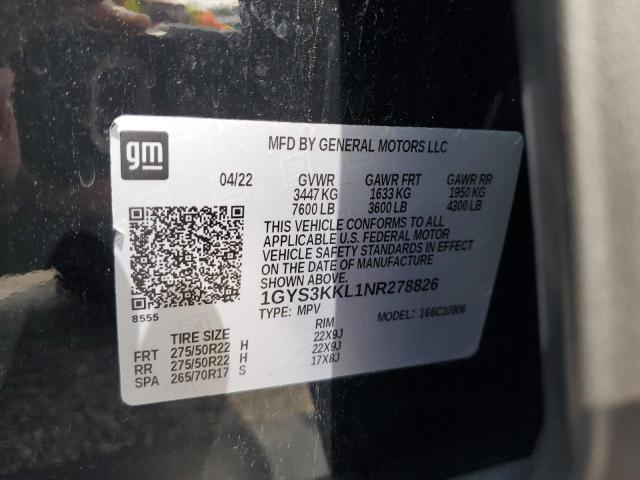 gm
MFD BY GENERAL MOTORS LLC
04/22 GVWR GAWR FRT GAWR RR
3447 KG 1633 KG 1950 KG
7600 LB 3600 LB 4300 LB
THIS VEHICLE CONFORMS TO ALL
APPLICABLE U.S. FEDERAL MOTOR
VEHICLE SAFETY STANDARDS IN EFFECT
ON THE DATE OF MANUFACTURE
SHOWN ABOVE.
1GYS3KKL1NR278826
8555
TYPE: MPV MODEL: 166C10906
TIRE SIZE RIM
FRT 275/50R22 H 22X9J
RR 275/50R22 H 22X9J
SPA 265/70R17 S 17X8J